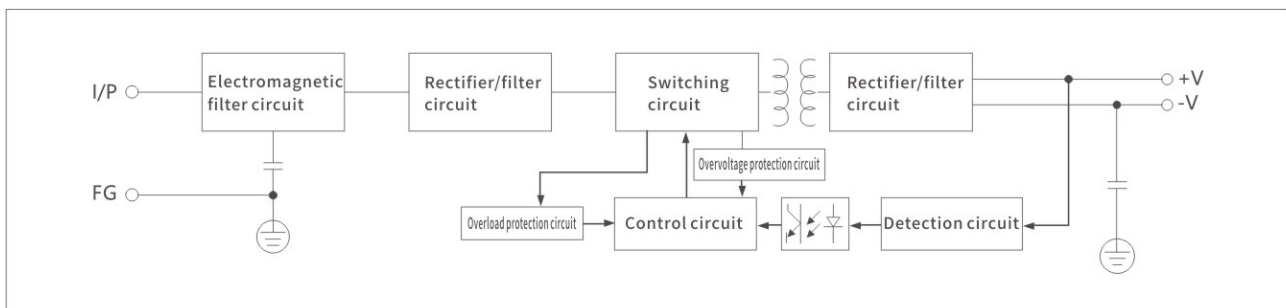 I/P
Electromagnetic
filter circuit
Rectifier/filter
circuit
Switching
circuit
Rectifier/filter
circuit
+V
-V
Overvoltage protection circuit
FG
Overload protection circuit
Control circuit
Detection circuit